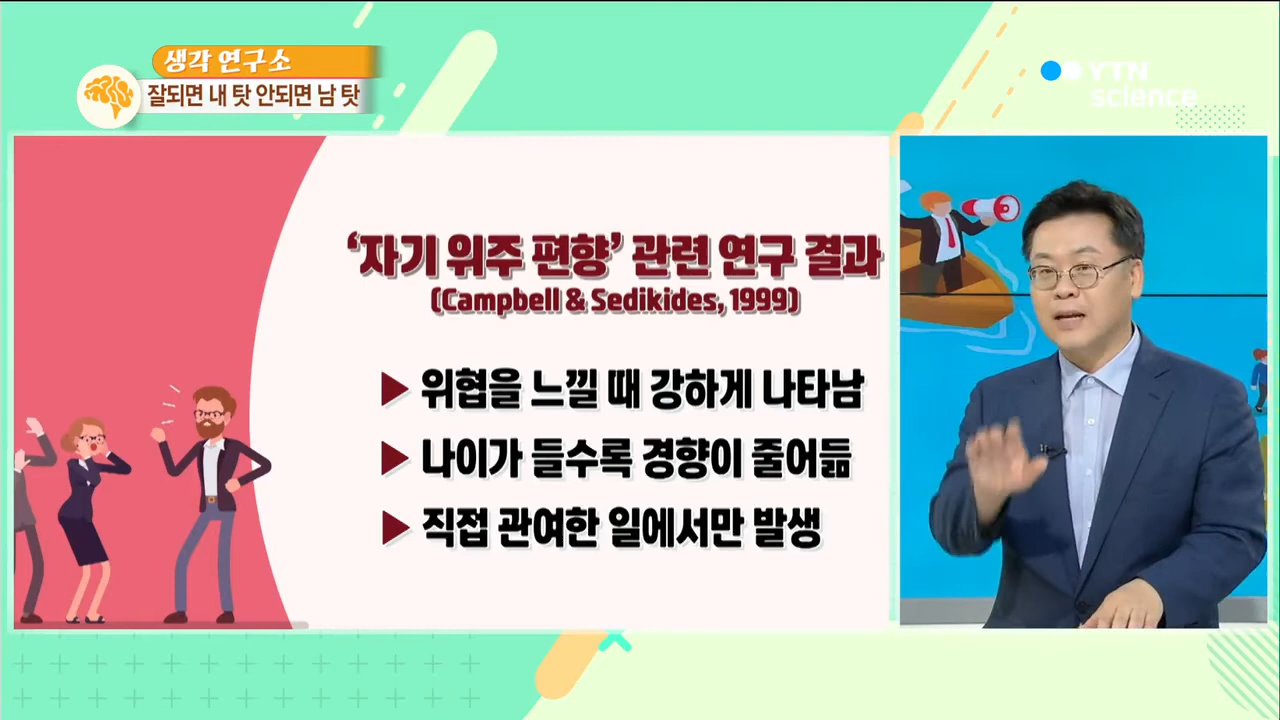 생각 연구소
잘되면 내 탓 안되면 남 탓
YTN
science
‘자기 위주 편향’ 관련 연구 결과
(Campbell & Sedikides, 1999)
▶ 위협을 느낄 때 강하게 나타남
▶ 나이가 들수록 경향이 줄어듦
▶ 직접 관여한 일에서만 발생